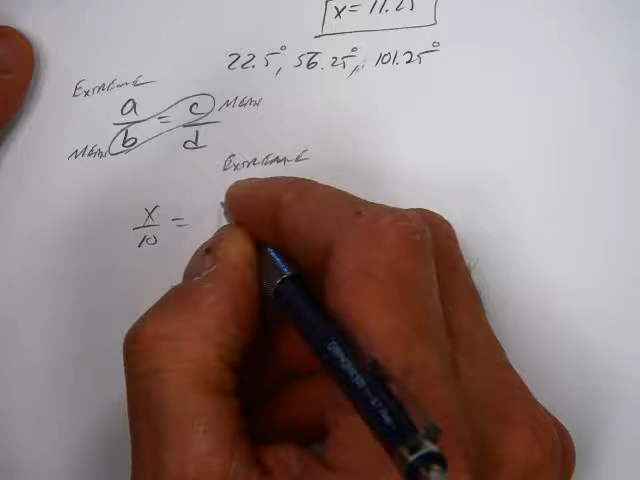 x = 11.25
22.5°, 56.25°, 101.25°
EXTREME
a/b = c/d
MEAN
MEAN
EXTREME
x/10 =